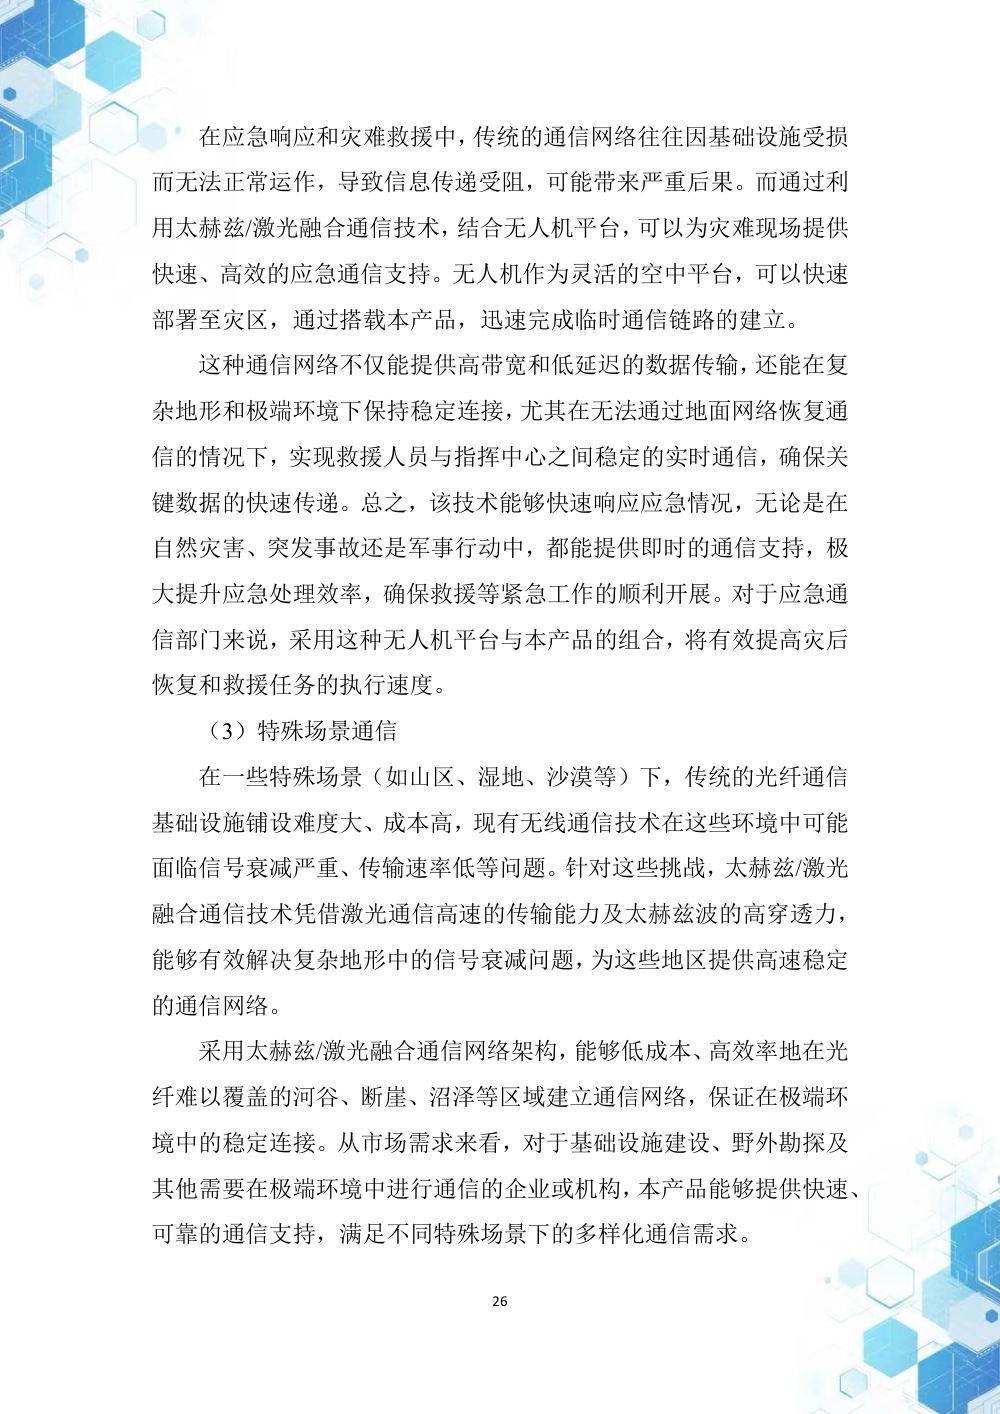 在应急响应和灾难救援中，传统的通信网络往往因基础设施受损
而无法正常运作，导致信息传递受阻，可能带来严重后果。而通过利
用太赫兹/激光融合通信技术，结合无人机平台，可以为灾难现场提供
快速、高效的应急通信支持。无人机作为灵活的空中平台，可以快速
部署至灾区，通过搭载本产品，迅速完成临时通信链路的建立。
这种通信网络不仅能提供高带宽和低延迟的数据传输，还能在复
杂地形和极端环境下保持稳定连接，尤其在无法通过地面网络恢复通
信的情况下，实现救援人员与指挥中心之间稳定的实时通信，确保关
键数据的快速传递。总之，该技术能够快速响应应急情况，无论是在
自然灾害、突发事故还是军事行动中，都能提供即时的通信支持，极
大提升应急处理效率，确保救援等紧急工作的顺利开展。对于应急通
信部门来说，采用这种无人机平台与本产品的组合，将有效提高灾后
恢复和救援任务的执行速度。
（3）特殊场景通信
在一些特殊场景（如山区、湿地、沙漠等）下，传统的光纤通信
基础设施铺设难度大、成本高，现有无线通信技术在这些环境中可能
面临信号衰减严重、传输速率低等问题。针对这些挑战，太赫兹/激光
融合通信技术凭借激光通信高速的传输能力及太赫兹波的高穿透力，
能够有效解决复杂地形中的信号衰减问题，为这些地区提供高速稳定
的通信网络。
采用太赫兹/激光融合通信网络架构，能够低成本、高效率地在光
纤难以覆盖的河谷、断崖、沼泽等区域建立通信网络，保证在极端环
境中的稳定连接。从市场需求来看，对于基础设施建设、野外勘探及
其他需要在极端环境中进行通信的企业或机构，本产品能够提供快速、
可靠的通信支持，满足不同特殊场景下的多样化通信需求。
26